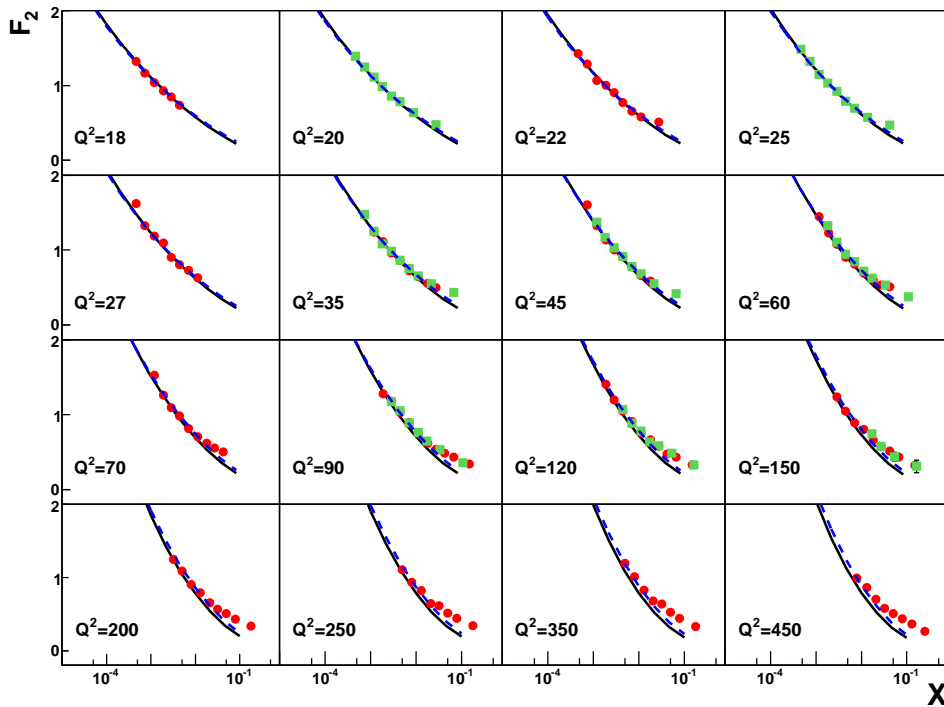 F₂
2
1
0
Q²=18
Q²=20
Q²=22
Q²=25
2
1
0
Q²=27
Q²=35
Q²=45
Q²=60
2
1
0
Q²=70
Q²=90
Q²=120
Q²=150
2
1
0
Q²=200
Q²=250
Q²=350
Q²=450
10⁻⁴ 10⁻¹ 10⁻⁴ 10⁻¹ 10⁻⁴ 10⁻¹ 10⁻⁴ 10⁻¹
X